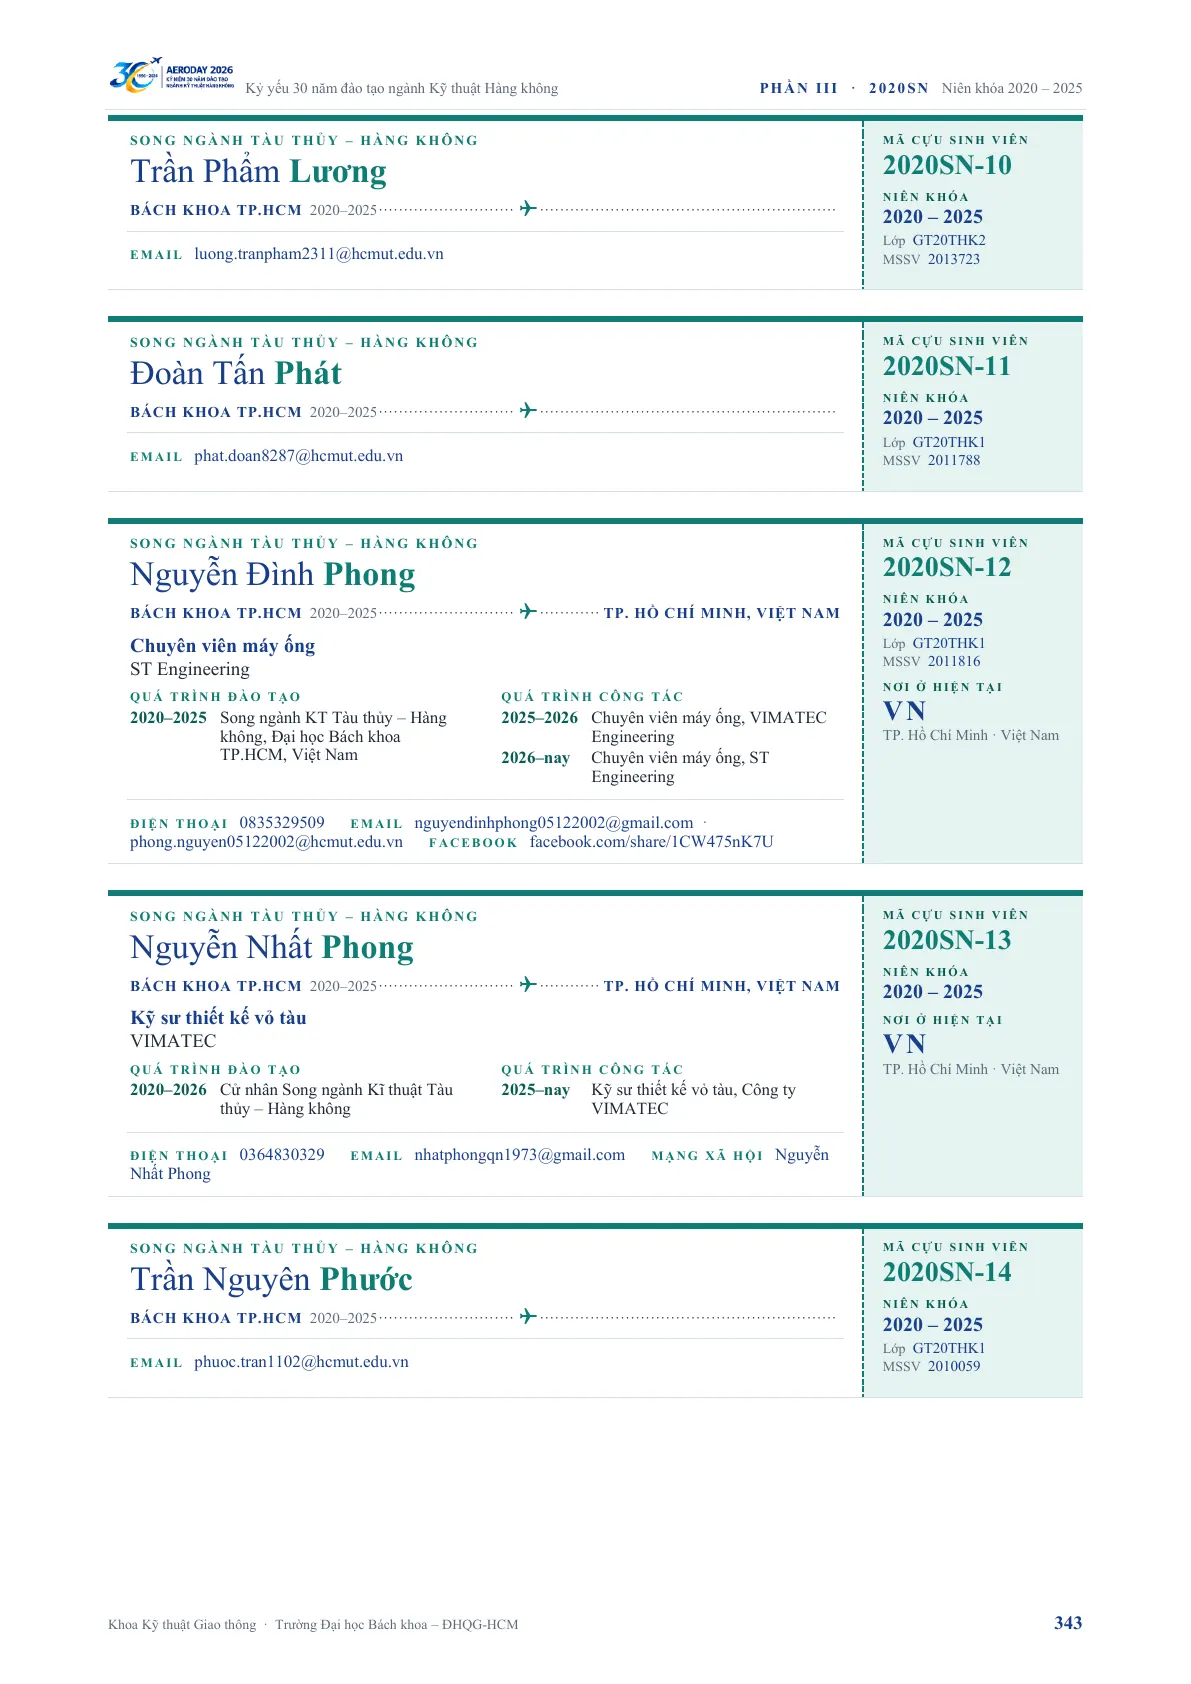 30
1996 - 2026
AERODAY 2026
KỶ NIỆM 30 NĂM ĐÀO TẠO
NGÀNH KỸ THUẬT HÀNG KHÔNG
Kỷ yếu 30 năm đào tạo ngành Kỹ thuật Hàng không
PHẦN III · 2020SN Niên khóa 2020 – 2025
SONG NGÀNH TÀU THỦY – HÀNG KHÔNG
Trần Phẩm Lương
BÁCH KHOA TP.HCM 2020–2025
EMAIL luong.tranpham2311@hcmut.edu.vn
MÃ CỰU SINH VIÊN
2020SN-10
NIÊN KHÓA
2020 – 2025
Lớp GT20THK2
MSSV 2013723
SONG NGÀNH TÀU THỦY – HÀNG KHÔNG
Đoàn Tấn Phát
BÁCH KHOA TP.HCM 2020–2025
EMAIL phat.doan8287@hcmut.edu.vn
MÃ CỰU SINH VIÊN
2020SN-11
NIÊN KHÓA
2020 – 2025
Lớp GT20THK1
MSSV 2011788
SONG NGÀNH TÀU THỦY – HÀNG KHÔNG
Nguyễn Đình Phong
BÁCH KHOA TP.HCM 2020–2025 TP. HỒ CHÍ MINH, VIỆT NAM
Chuyên viên máy ống
ST Engineering
QUÁ TRÌNH ĐÀO TẠO
2020–2025 Song ngành KT Tàu thủy – Hàng
không, Đại học Bách khoa
TP.HCM, Việt Nam
QUÁ TRÌNH CÔNG TÁC
2025–2026 Chuyên viên máy ống, VIMATEC
Engineering
2026–nay Chuyên viên máy ống, ST
Engineering
ĐIỆN THOẠI 0835329509 EMAIL nguyendinhphong05122002@gmail.com ·
phong.nguyen05122002@hcmut.edu.vn FACEBOOK facebook.com/share/1CW475nK7U
MÃ CỰU SINH VIÊN
2020SN-12
NIÊN KHÓA
2020 – 2025
Lớp GT20THK1
MSSV 2011816
NƠI Ở HIỆN TẠI
VN
TP. Hồ Chí Minh · Việt Nam
SONG NGÀNH TÀU THỦY – HÀNG KHÔNG
Nguyễn Nhất Phong
BÁCH KHOA TP.HCM 2020–2025 TP. HỒ CHÍ MINH, VIỆT NAM
Kỹ sư thiết kế vỏ tàu
VIMATEC
QUÁ TRÌNH ĐÀO TẠO
2020–2026 Cử nhân Song ngành Kĩ thuật Tàu
thủy – Hàng không
QUÁ TRÌNH CÔNG TÁC
2025–nay Kỹ sư thiết kế vỏ tàu, Công ty
VIMATEC
ĐIỆN THOẠI 0364830329 EMAIL nhatphongqn1973@gmail.com MẠNG XÃ HỘI Nguyễn
Nhất Phong
MÃ CỰU SINH VIÊN
2020SN-13
NIÊN KHÓA
2020 – 2025
NƠI Ở HIỆN TẠI
VN
TP. Hồ Chí Minh · Việt Nam
SONG NGÀNH TÀU THỦY – HÀNG KHÔNG
Trần Nguyên Phước
BÁCH KHOA TP.HCM 2020–2025
EMAIL phuoc.tran1102@hcmut.edu.vn
MÃ CỰU SINH VIÊN
2020SN-14
NIÊN KHÓA
2020 – 2025
Lớp GT20THK1
MSSV 2010059
Khoa Kỹ thuật Giao thông · Trường Đại học Bách khoa – ĐHQG-HCM
343